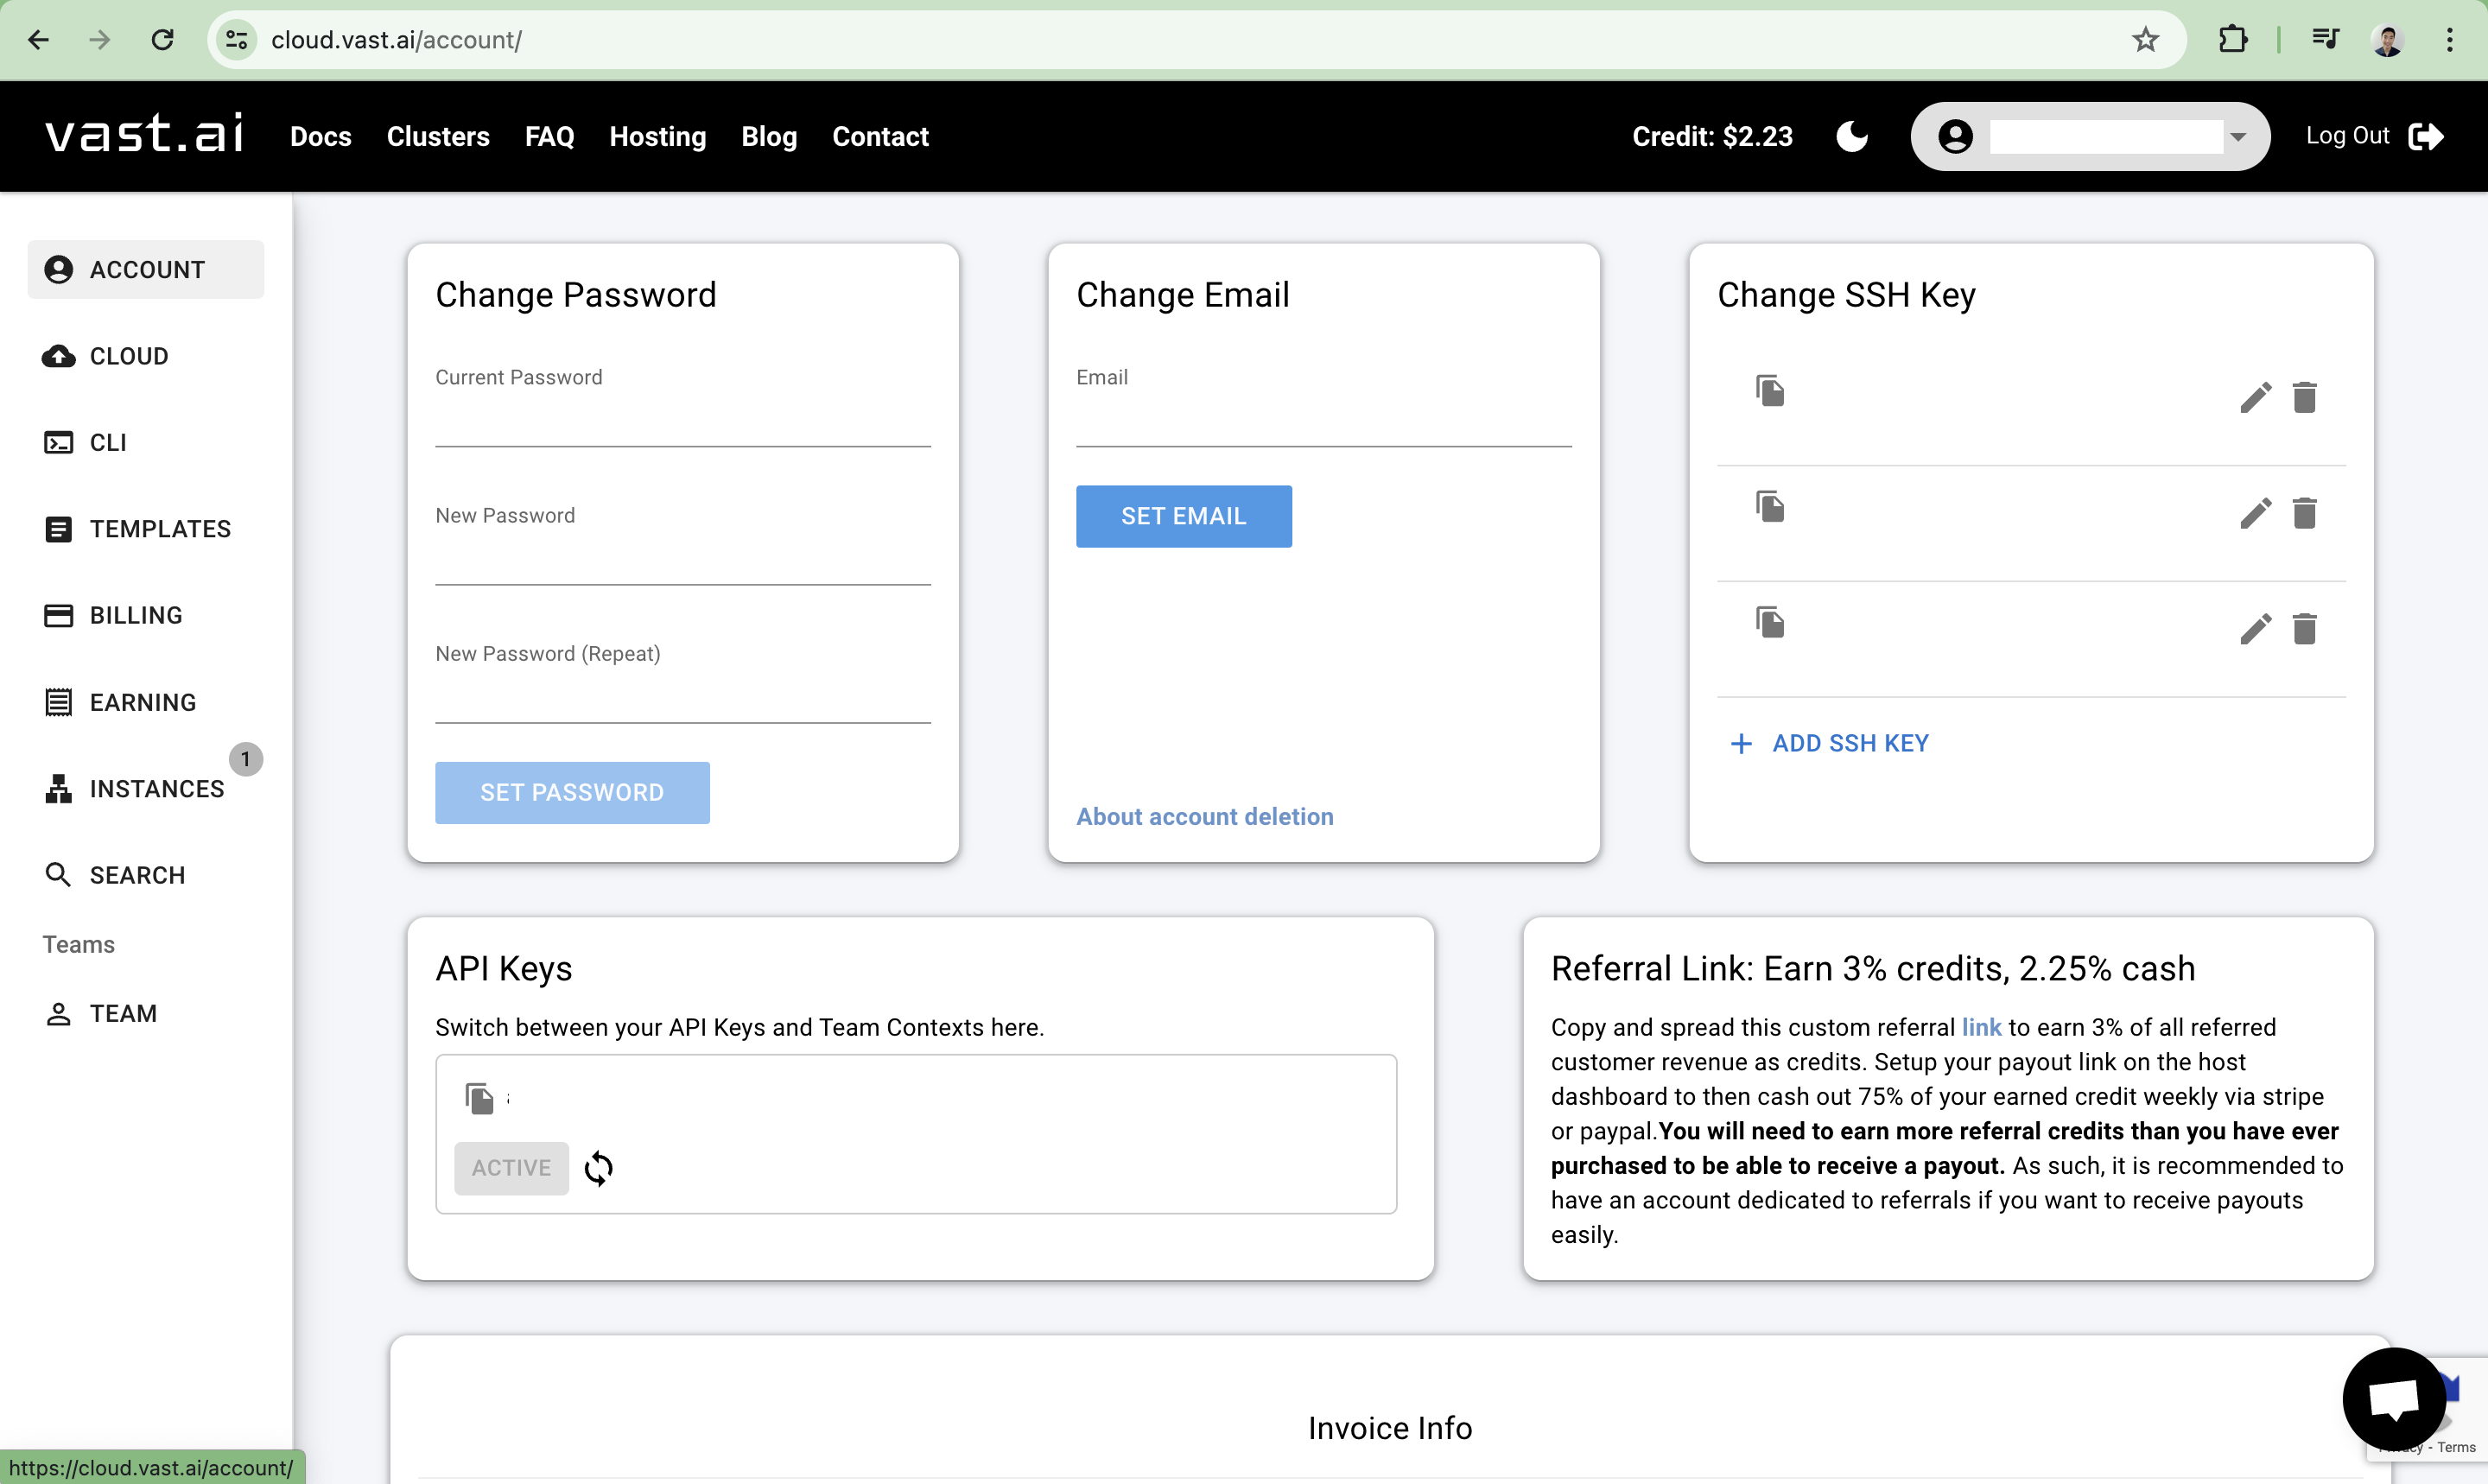 cloud.vast.ai/account/
vast.ai
Docs
Clusters
FAQ
Hosting
Blog
Contact
Credit: $2.23
Log Out
ACCOUNT
CLOUD
CLI
TEMPLATES
BILLING
EARNING
1
INSTANCES
SEARCH
Teams
TEAM
Change Password
Current Password
New Password
New Password (Repeat)
SET PASSWORD
Change Email
Email
SET EMAIL
About account deletion
Change SSH Key
ADD SSH KEY
API Keys
Switch between your API Keys and Team Contexts here.
ACTIVE
Referral Link: Earn 3% credits, 2.25% cash
Copy and spread this custom referral link to earn 3% of all referred
customer revenue as credits. Setup your payout link on the host
dashboard to then cash out 75% of your earned credit weekly via stripe
or paypal.You will need to earn more referral credits than you have ever
purchased to be able to receive a payout. As such, it is recommended to
have an account dedicated to referrals if you want to receive payouts
easily.
Invoice Info
- Terms
https://cloud.vast.ai/account/